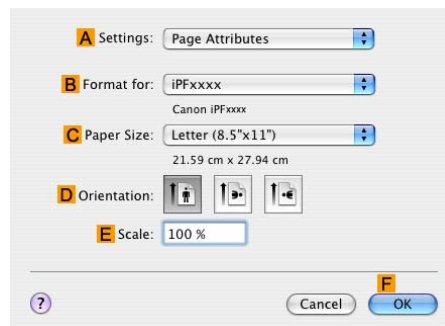 A Settings: Page Attributes
B Format for: iPFxxxx
Canon iPFxxxx
C Paper Size: Letter (8.5"x11")
21.59 cm x 27.94 cm
D Orientation:
E Scale: 100 %
F
? Cancel OK